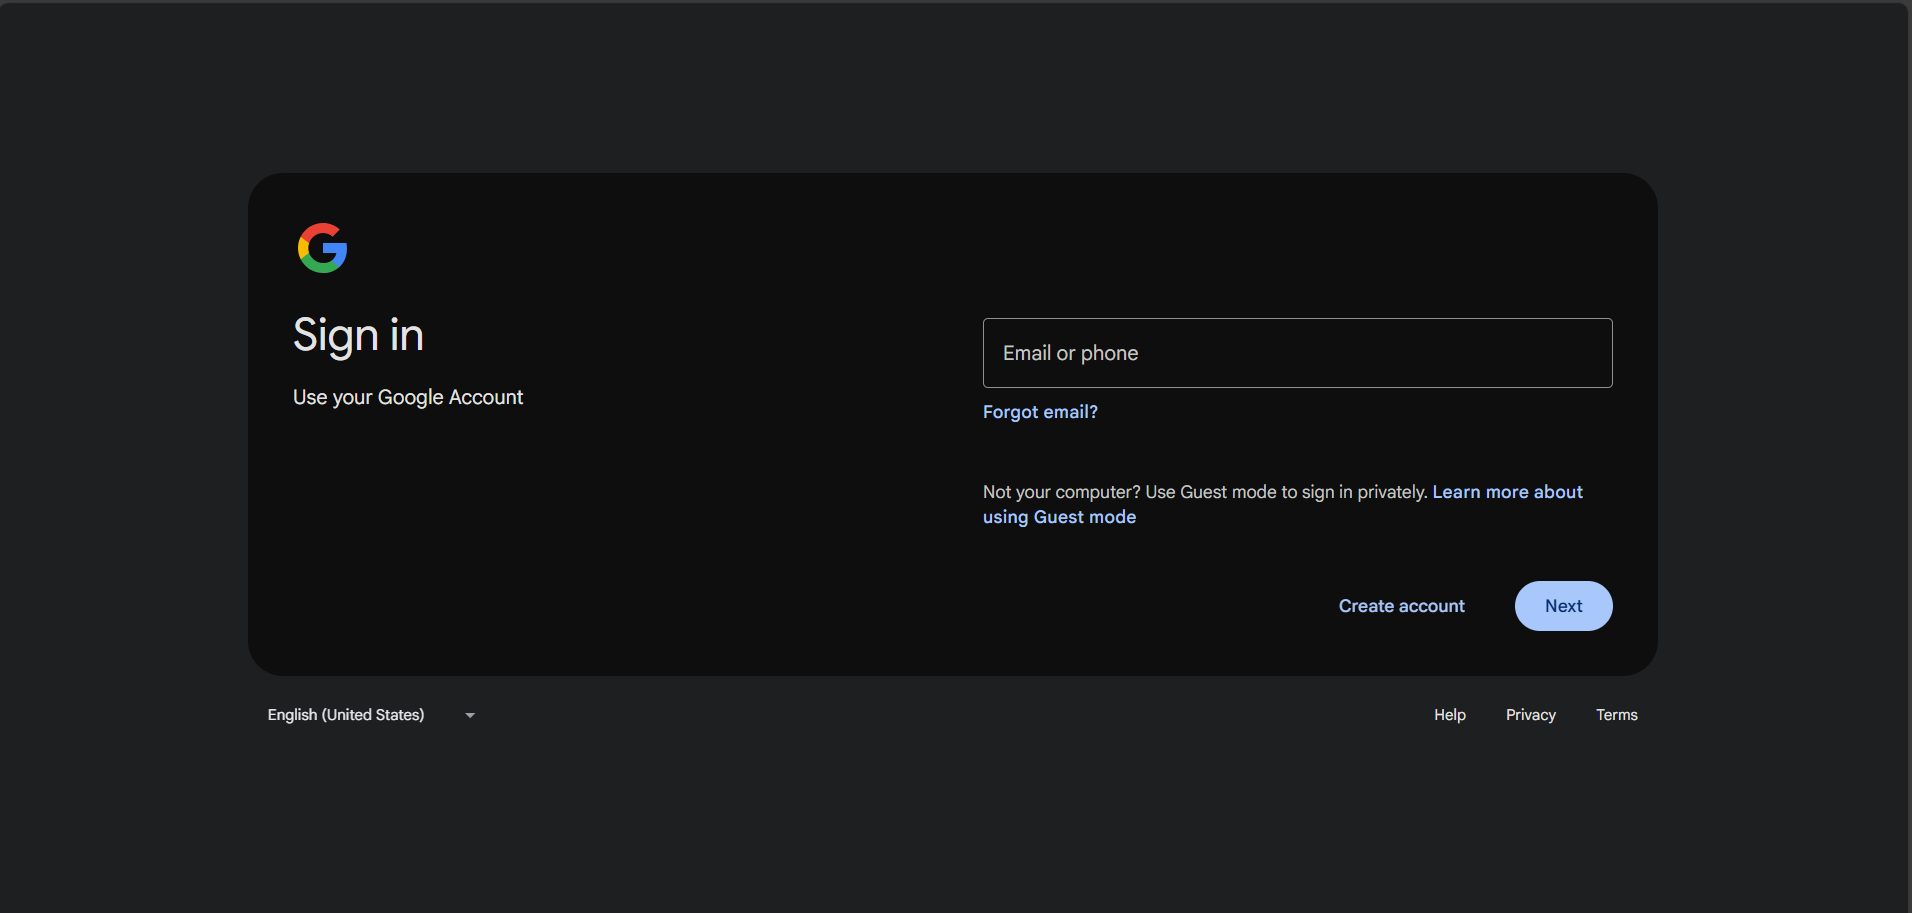 Sign in
Use your Google Account
Email or phone
Forgot email?
Not your computer? Use Guest mode to sign in privately. Learn more about
using Guest mode
Create account
Next
English (United States)
Help
Privacy
Terms